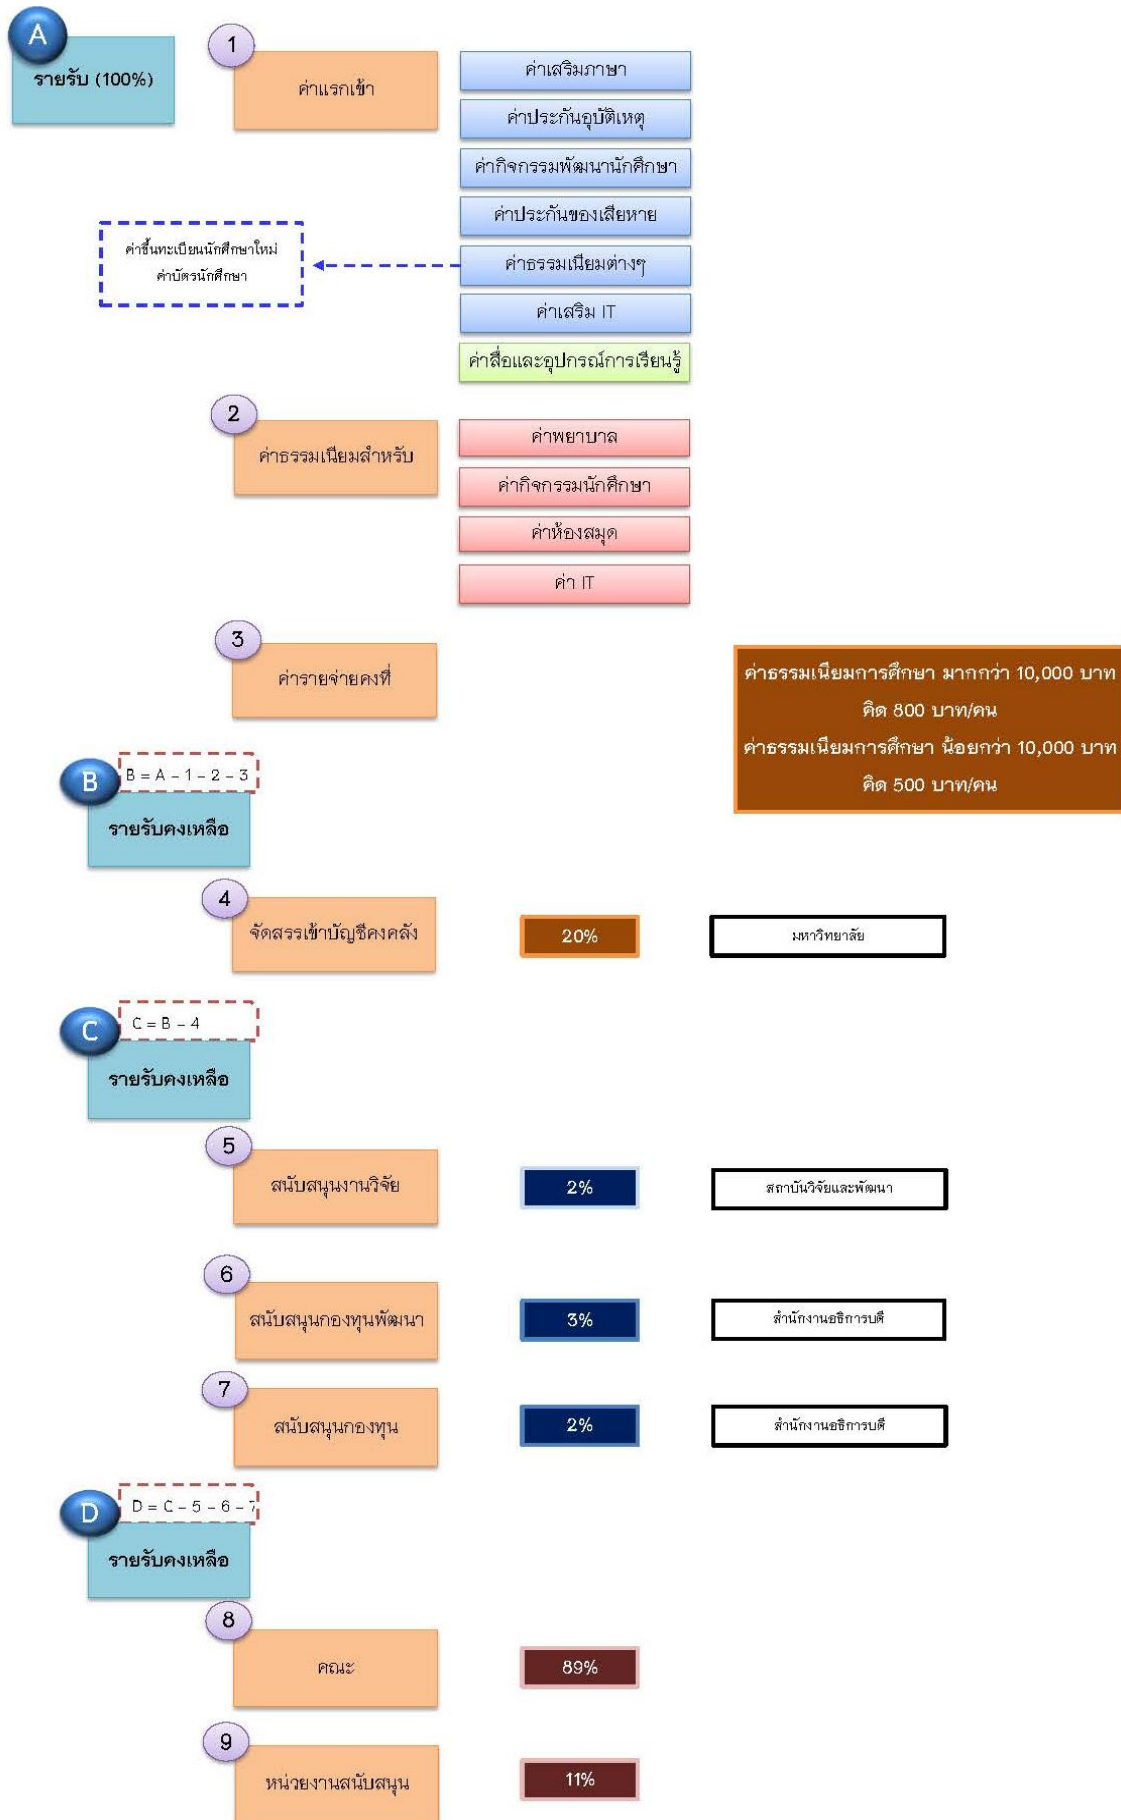 A
รายรับ (100%)
1
ค่าแรกเข้า
ค่าเสริมภาษา
ค่าประกันอุบัติเหตุ
ค่ากิจกรรมพัฒนานักศึกษา
ค่าประกันของเสียหาย
ค่าธรรมเนียมต่างๆ
ค่าขึ้นทะเบียนนักศึกษาใหม่
ค่าบัตรนักศึกษา
ค่าเสริม IT
ค่าสื่อและอุปกรณ์การเรียนรู้
2
ค่าธรรมเนียมสำหรับ
ค่าพยาบาล
ค่ากิจกรรมนักศึกษา
ค่าห้องสมุด
ค่า IT
3
ค่ารายจ่ายคงที่
ค่าธรรมเนียมการศึกษา มากกว่า 10,000 บาท
คิด 800 บาท/คน
ค่าธรรมเนียมการศึกษา น้อยกว่า 10,000 บาท
คิด 500 บาท/คน
B
B = A – 1 – 2 – 3
รายรับคงเหลือ
4
จัดสรรเข้าบัญชีคงคลัง
20%
มหาวิทยาลัย
C
C = B – 4
รายรับคงเหลือ
5
สนับสนุนงานวิจัย
2%
สถาบันวิจัยและพัฒนา
6
สนับสนุนกองทุนพัฒนา
3%
สำนักงานอธิการบดี
7
สนับสนุนกองทุน
2%
สำนักงานอธิการบดี
D
D = C – 5 – 6 – 7
รายรับคงเหลือ
8
คณะ
89%
9
หน่วยงานสนับสนุน
11%